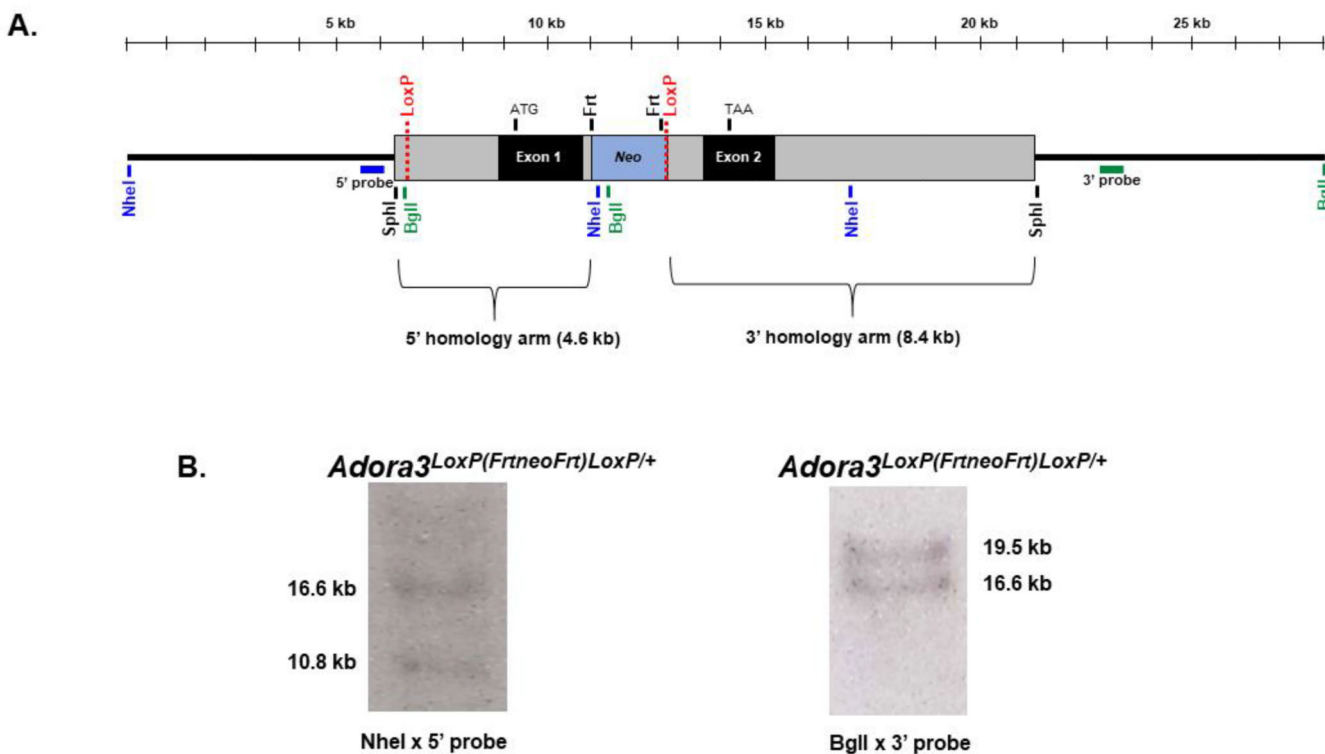 A.
5 kb 10 kb 15 kb 20 kb 25 kb
LoxP ATG Frt Frt LoxP TAA
Exon 1 Neo Exon 2
5’ probe 3’ probe
NheI SphI BglI NheI BglI NheI SphI BglI
5’ homology arm (4.6 kb) 3’ homology arm (8.4 kb)
B. Adora3LoxP(FrtneoFrt)LoxP/+ Adora3LoxP(FrtneoFrt)LoxP/+
16.6 kb 19.5 kb
10.8 kb 16.6 kb
NheI x 5’ probe BglI x 3’ probe